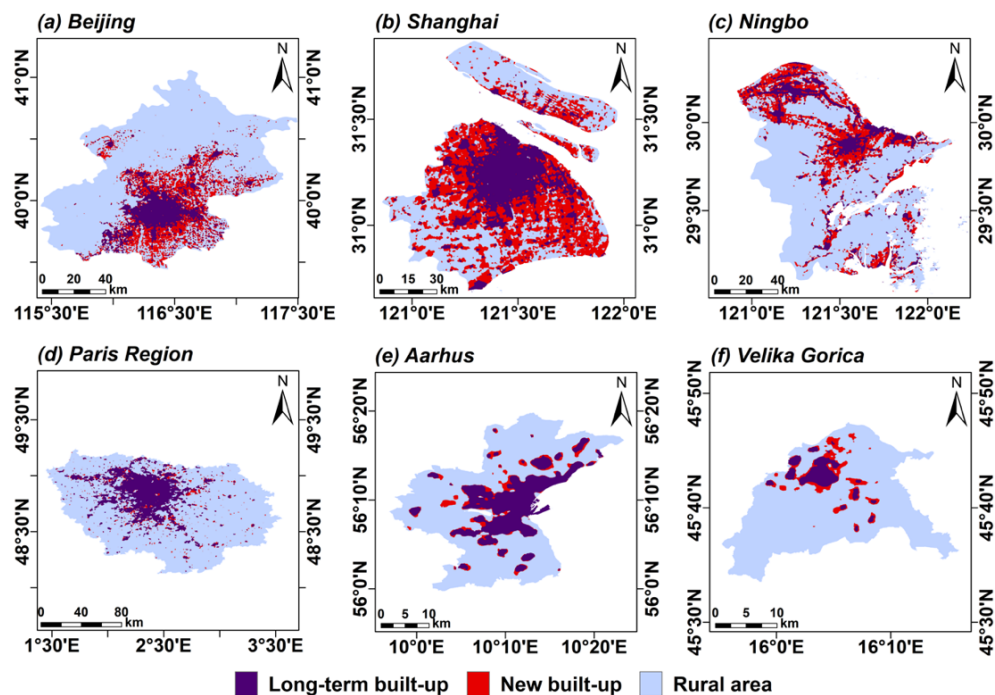 (a) Beijing
N
41°0'N
40°0'N
41°0'N
40°0'N
0 20 40
km
115°30'E 116°30'E 117°30'E
(b) Shanghai
N
31°30'N
31°0'N
31°30'N
31°0'N
0 15 30
km
121°0'E 121°30'E 122°0'E
(c) Ningbo
N
30°0'N
29°30'N
30°0'N
29°30'N
0 20 40
km
121°0'E 121°30'E 122°0'E
(d) Paris Region
N
49°30'N
48°30'N
49°30'N
48°30'N
0 40 80
km
1°30'E 2°30'E 3°30'E
(e) Aarhus
N
56°20'N
56°10'N
56°0'N
56°20'N
56°10'N
56°0'N
0 5 10
km
10°0'E 10°10'E 10°20'E
(f) Velika Gorica
N
45°50'N
45°40'N
45°30'N
45°50'N
45°40'N
45°30'N
0 5 10
km
16°0'E 16°10'E
Long-term built-up New built-up Rural area